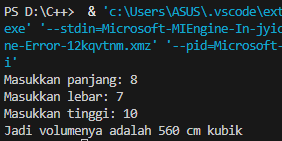 PS D:\C++>  & 'c:\Users\ASUS\.vscode\ext
exe' '--stdin=Microsoft-MIEngine-In-jyic
ne-Error-12kqvtnm.xmz' '--pid=Microsoft-
i'
Masukkan panjang: 8
Masukkan lebar: 7
Masukkan tinggi: 10
Jadi volumenya adalah 560 cm kubik